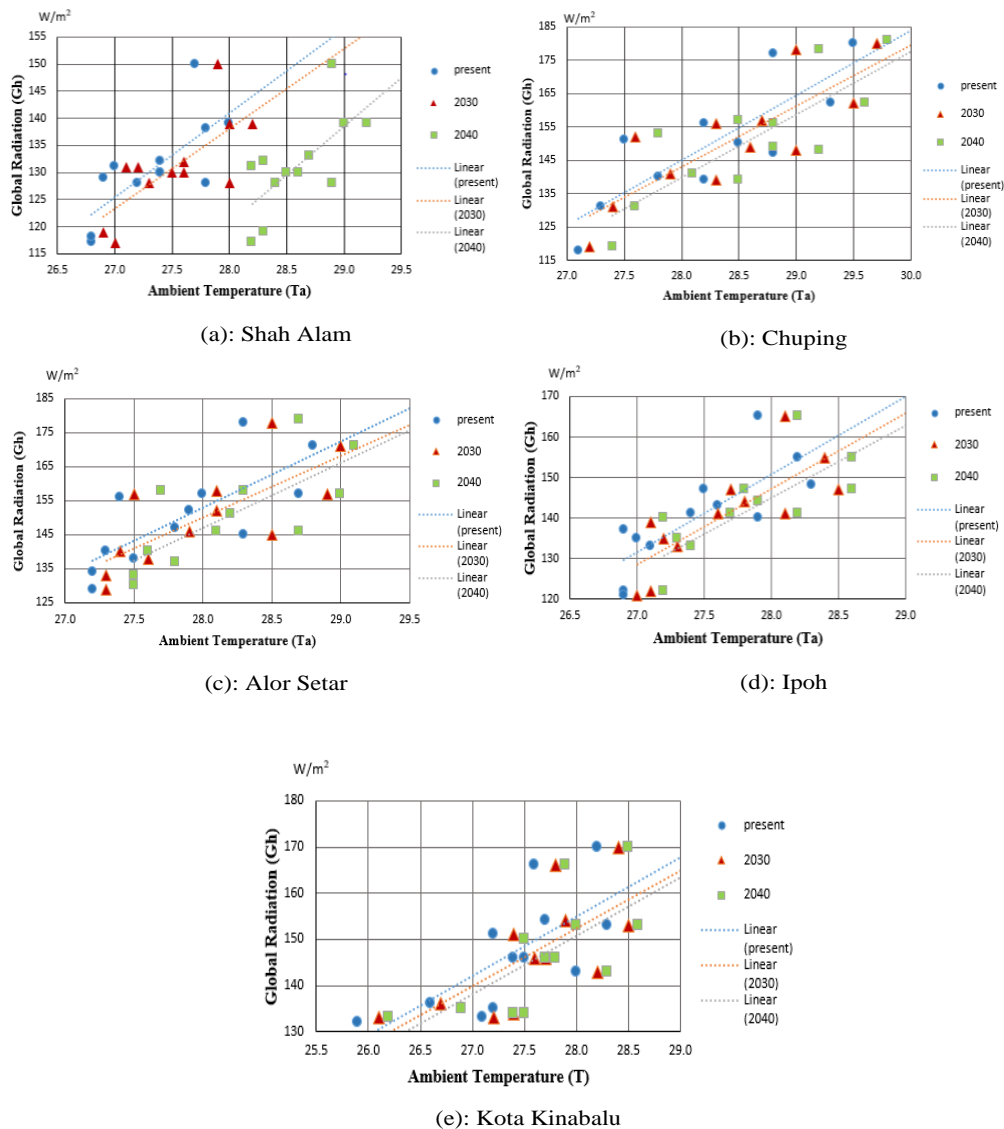 W/m²
Global Radiation (Gh)
155
150
145
140
135
130
125
120
115
26.5 27.0 27.5 28.0 28.5 29.0 29.5
Ambient Temperature (Ta)
present
2030
2040
Linear
(present)
Linear
(2030)
Linear
(2040)
(a): Shah Alam
W/m²
Global Radiation (Gh)
185
175
165
155
145
135
125
115
27.0 27.5 28.0 28.5 29.0 29.5 30.0
Ambient Temperature (Ta)
present
2030
2040
Linear
(present)
Linear
(2030)
Linear
(2040)
(b): Chuping
W/m²
Global Radiation (Gh)
185
175
165
155
145
135
125
27.0 27.5 28.0 28.5 29.0 29.5
Ambient Temperature (Ta)
present
2030
2040
Linear
(present)
Linear
(2030)
Linear
(2040)
(c): Alor Setar
W/m²
Global Radiation (Gh)
170
160
150
140
130
120
26.5 27.0 27.5 28.0 28.5 29.0
Ambient Temperature (Ta)
present
2030
2040
Linear
(present)
Linear
(2030)
Linear
(2040)
(d): Ipoh
W/m²
Global Radiation (Gh)
180
170
160
150
140
130
25.5 26.0 26.5 27.0 27.5 28.0 28.5 29.0
Ambient Temperature (T)
present
2030
2040
Linear
(present)
Linear
(2030)
Linear
(2040)
(e): Kota Kinabalu